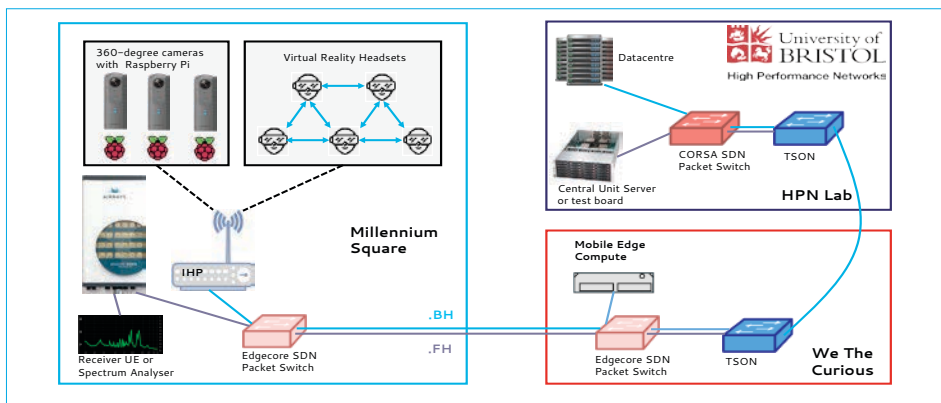 360-degree cameras
with Raspberry Pi
Virtual Reality Headsets
AIRRAYS
IHP
Millennium
Square
Receiver UE or
Spectrum Analyser
Edgecore SDN
Packet Switch
.BH
.FH
Datacentre
University of
BRISTOL
High Performance Networks
CORSA SDN
Packet Switch
TSON
Central Unit Server
or test board
HPN Lab
Mobile Edge
Compute
Edgecore SDN
Packet Switch
TSON
We The
Curious